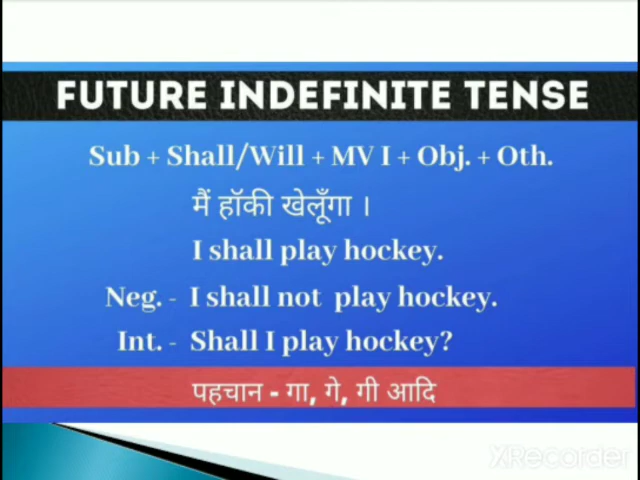 FUTURE INDEFINITE TENSE
Sub + Shall/Will + MV I + Obj. + Oth.
मैं हॉकी खेलूँगा ।
I shall play hockey.
Neg. - I shall not play hockey.
Int. - Shall I play hockey?
पहचान - गा, गे, गी आदि
XRecorder